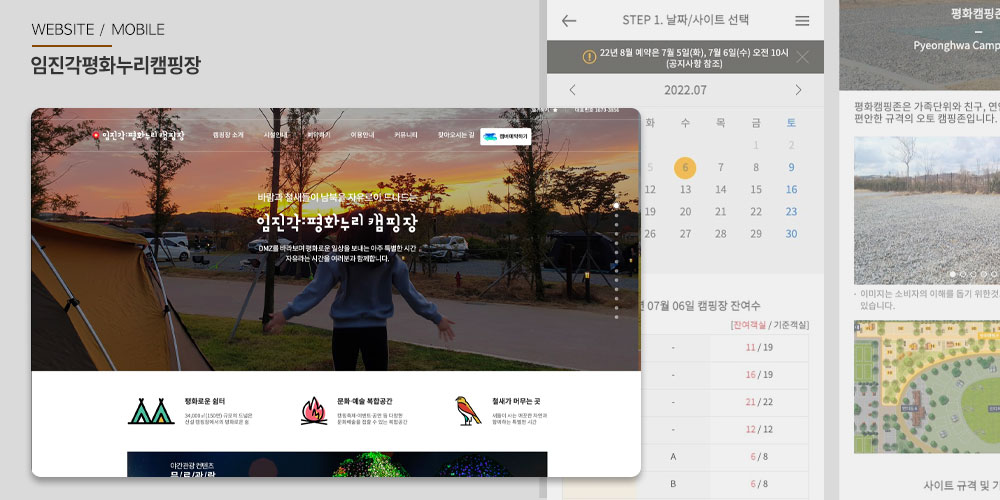 WEBSITE / MOBILE
임진각평화누리캠핑장
임진각:평화누리 캠핑장
캠핑장 소개
시설안내
예약하기
이용안내
커뮤니티
찾아오시는 길
캠버예약하기
바람과 철새들이 남북을 자유로이 드나드는
임진각:평화누리 캠핑장
DMZ를 바라보며 평화로운 일상을 보내는 아주 특별한 시간
자유라는 시간을 여러분과 함께합니다.
평화로운 쉼터
문화·예술 복합공간
철새가 머무는 곳
야간관광 컨텐츠
STEP 1. 날짜/사이트 선택
22년 8월 예약은 7월 5일(화), 7월 6일(수) 오전 10시
(공지사항 참조)
2022.07
화 수 목 금 토
1 2
5 6 7 8 9
12 13 14 15 16
19 20 21 22 23
26 27 28 29 30
07월 06일 캠핑장 잔여수
[잔여객실 / 기준객실]
- 11 / 19
- 16 / 19
- 21 / 22
- 12 / 12
A 6 / 8
B 6 / 8
평화캠핑존
Pyeonghwa Camp
평화캠핑존은 가족단위와 친구, 연
편안한 규격의 오토 캠핑존입니다.
· 이미지는 소비자의 이해를 돕기 위한것
있습니다.
사이트 규격 및 기